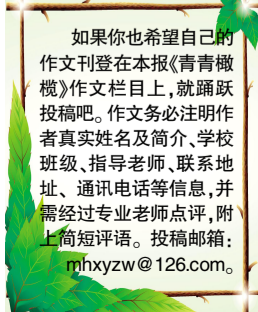 如果你也希望自己的
作文刊登在本报《青青橄
榄》作文栏目上，就踊跃
投稿吧。作文务必注明作
者真实姓名及简介、学校
班级、指导老师、联系地
址、通讯电话等信息，并
需经过专业老师点评，附
上简短评语。投稿邮箱：
mhxyzw@126.com。